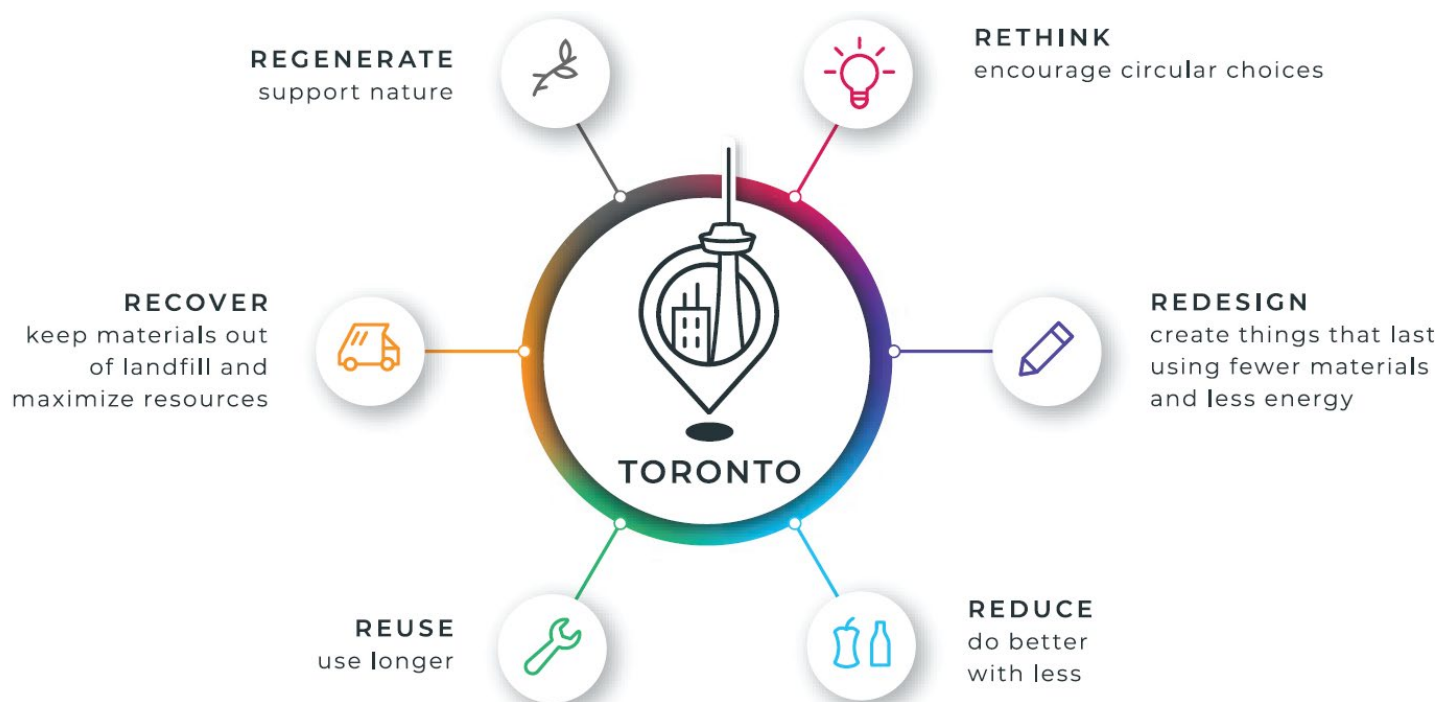 REGENERATE
support nature
RETHINK
encourage circular choices
RECOVER
keep materials out
of landfill and
maximize resources
REDESIGN
create things that last
using fewer materials
and less energy
TORONTO
REUSE
use longer
REDUCE
do better
with less